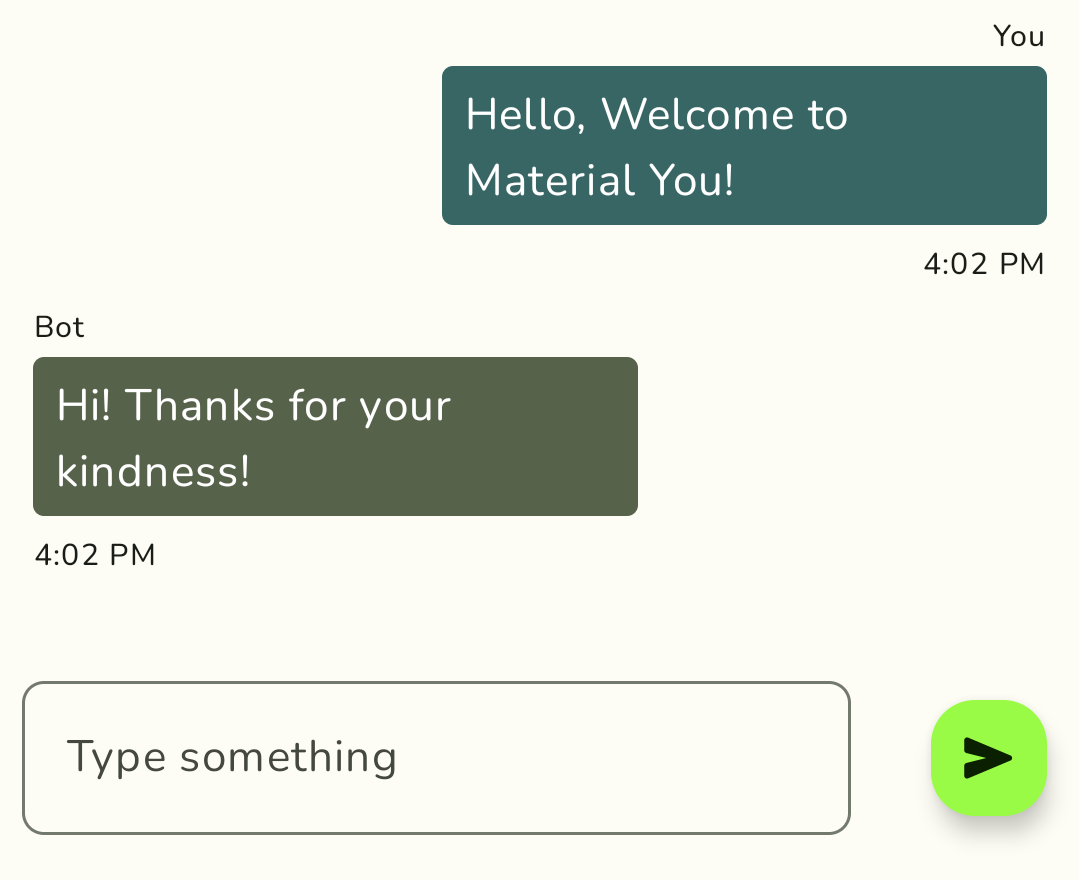 You
Hello, Welcome to
Material You!
4:02 PM
Bot
Hi! Thanks for your
kindness!
4:02 PM
Type something